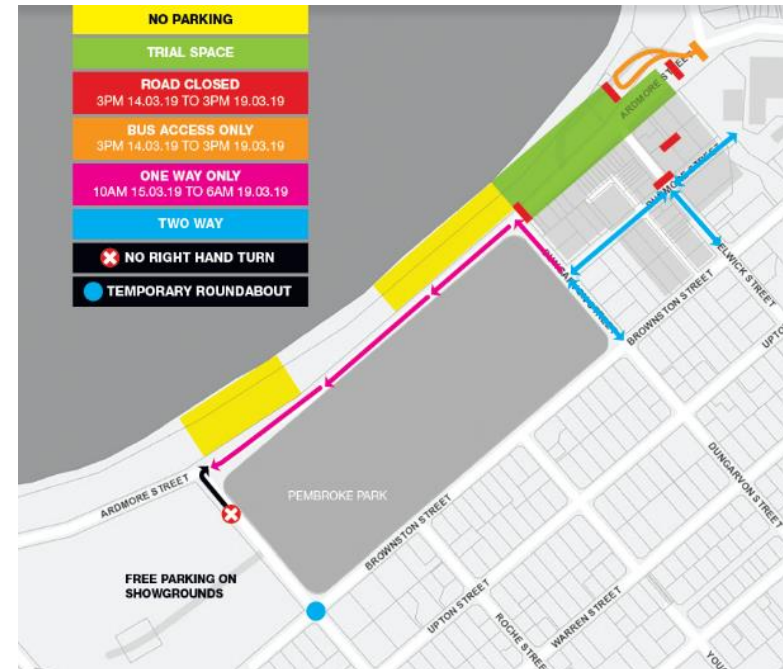 NO PARKING
TRIAL SPACE
ROAD CLOSED
3PM 14.03.19 TO 3PM 19.03.19
BUS ACCESS ONLY
3PM 14.03.19 TO 3PM 19.03.19
ONE WAY ONLY
10AM 15.03.19 TO 6AM 19.03.19
TWO WAY
NO RIGHT HAND TURN
TEMPORARY ROUNDABOUT
ARDMORE STREET
STREET
ELWICK STREET
BROWNSTON STREET
UPTO
DUNGARVON STREET
ARDMORE STREET
PEMBROKE PARK
BROWNSTON STREET
FREE PARKING ON
SHOWGROUNDS
UPTON STREET
ROCHE STREET
WARREN STREET
YOU